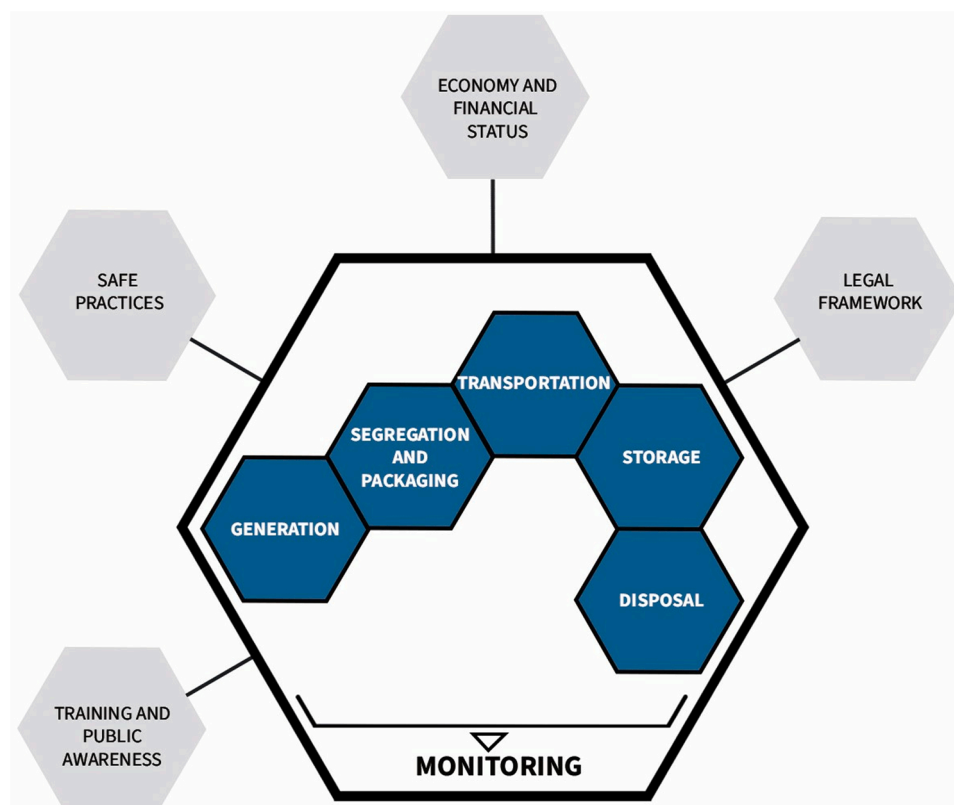 ECONOMY AND
FINANCIAL
STATUS
SAFE
PRACTICES
LEGAL
FRAMEWORK
TRANSPORTATION
SEGREGATION
AND
PACKAGING
STORAGE
GENERATION
DISPOSAL
TRAINING AND
PUBLIC
AWARENESS
MONITORING